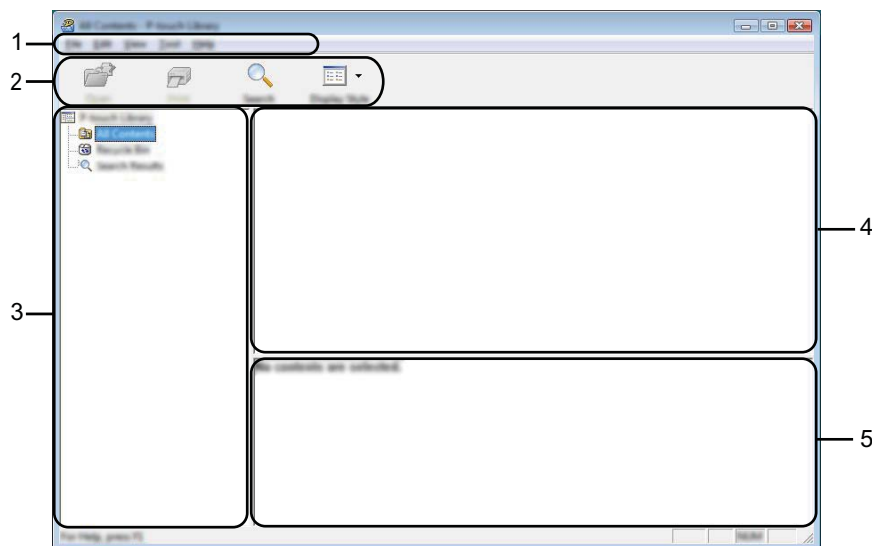 All Contents - P-touch Library
1
File Edit View Tool Help
2
Open Print Search Display Style
P-touch Library
All Contents
Recycle Bin
Search Results
3
4
No contents are selected.
5
For Help, press F1
NUM